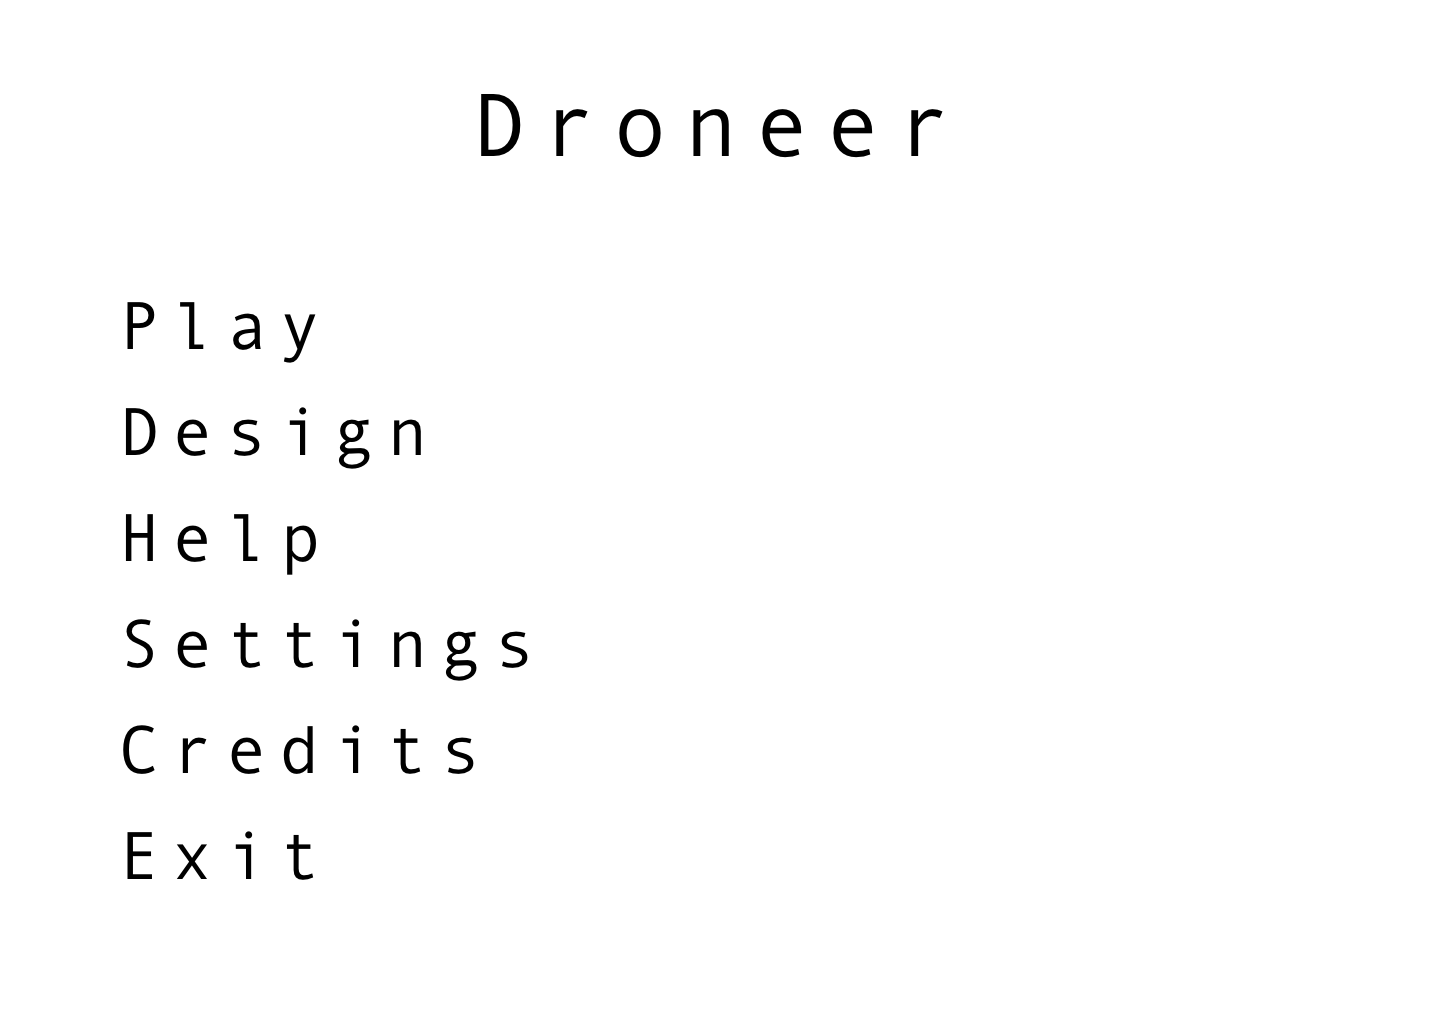 Droneer
Play
Design
Help
Settings
Credits
Exit